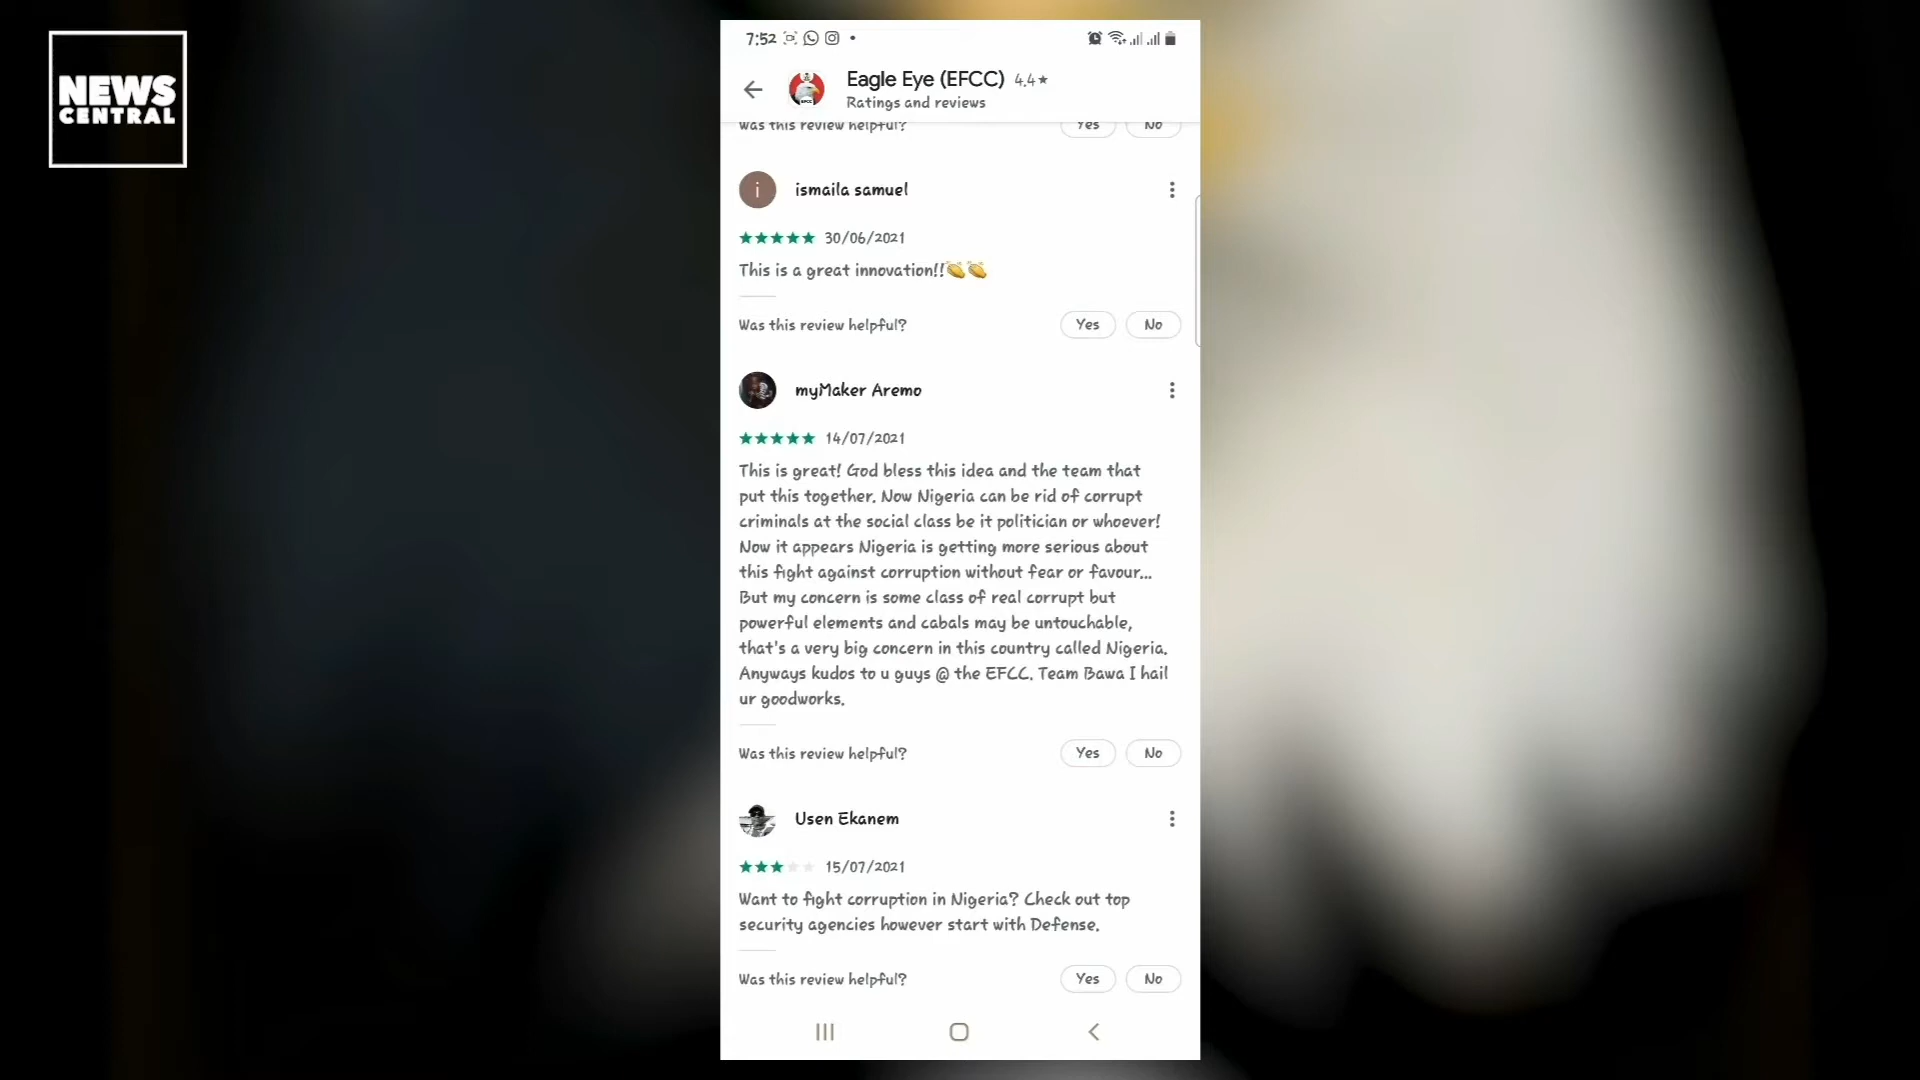 NEWS
CENTRAL
7:52
Eagle Eye (EFCC) 4.4★
Ratings and reviews
Was this review helpful? Yes No
i ismaila samuel
30/06/2021
This is a great innovation!!👏👏
Was this review helpful? Yes No
myMaker Aremo
14/07/2021
This is great! God bless this idea and the team that
put this together. Now Nigeria can be rid of corrupt
criminals at the social class be it politician or whoever!
Now it appears Nigeria is getting more serious about
this fight against corruption without fear or favour...
But my concern is some class of real corrupt but
powerful elements and cabals may be untouchable,
that's a very big concern in this country called Nigeria.
Anyways kudos to u guys @ the EFCC. Team Bawa I hail
ur goodworks.
Was this review helpful? Yes No
Usen Ekanem
15/07/2021
Want to fight corruption in Nigeria? Check out top
security agencies however start with Defense.
Was this review helpful? Yes No